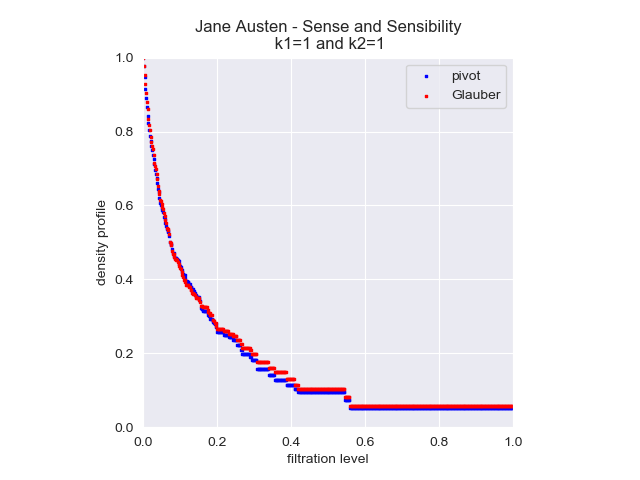 Jane Austen - Sense and Sensibility
k1=1 and k2=1
pivot
Glauber
density profile
1.0
0.8
0.6
0.4
0.2
0.0
0.0 0.2 0.4 0.6 0.8 1.0
filtration level